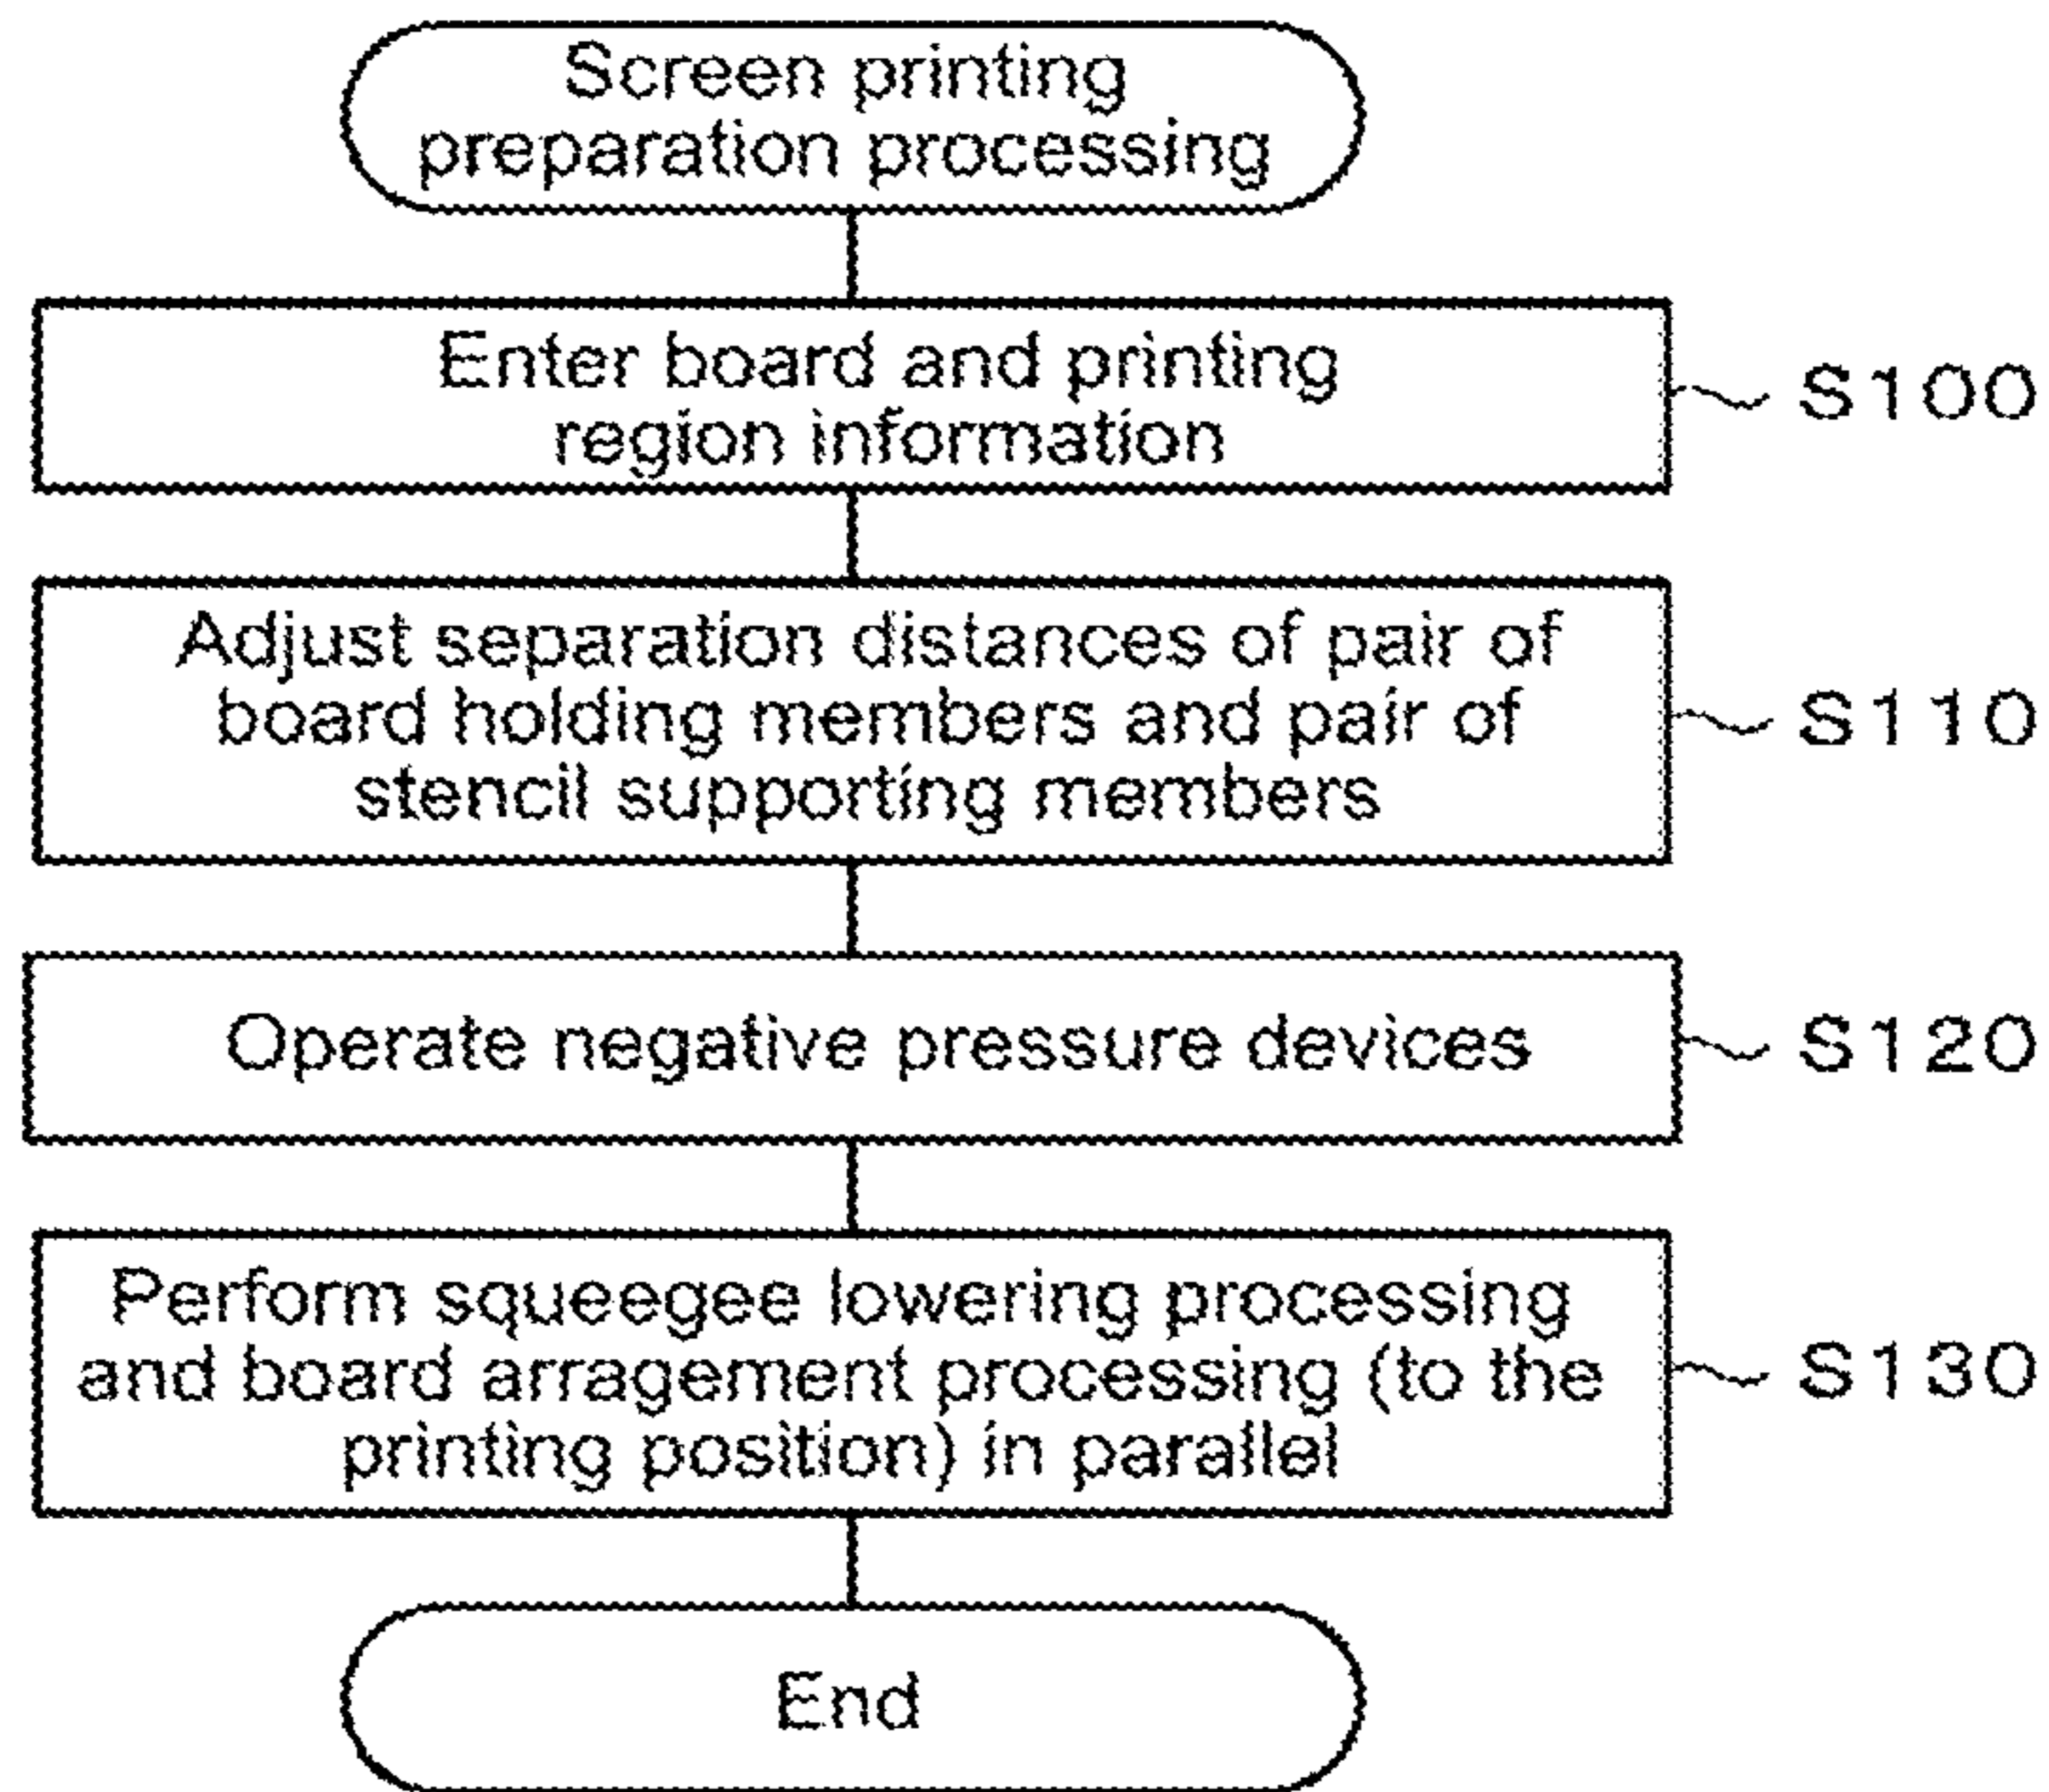 Screen printing
preparation processing
Enter board and printing
region information
S100
Adjust separation distances of pair of
board holding members and pair of
stencil supporting members
S110
Operate negative pressure devices
S120
Perform squeegee lowering processing
and board arragement processing (to the
printing position) in parallel
S130
End